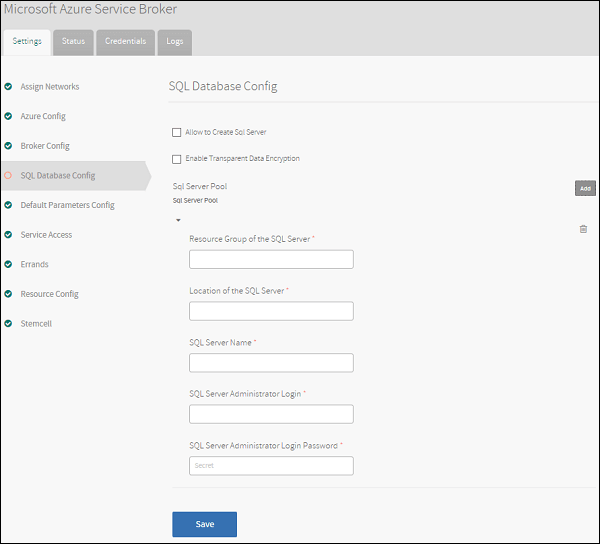 Microsoft Azure Service Broker
Settings Status Credentials Logs
Assign Networks
Azure Config
Broker Config
SQL Database Config
Default Parameters Config
Service Access
Errands
Resource Config
Stemcell
SQL Database Config
Allow to Create Sql Server
Enable Transparent Data Encryption
Sql Server Pool
Add
Sql Server Pool
Resource Group of the SQL Server *
Location of the SQL Server *
SQL Server Name *
SQL Server Administrator Login *
SQL Server Administrator Login Password *
Secret
Save